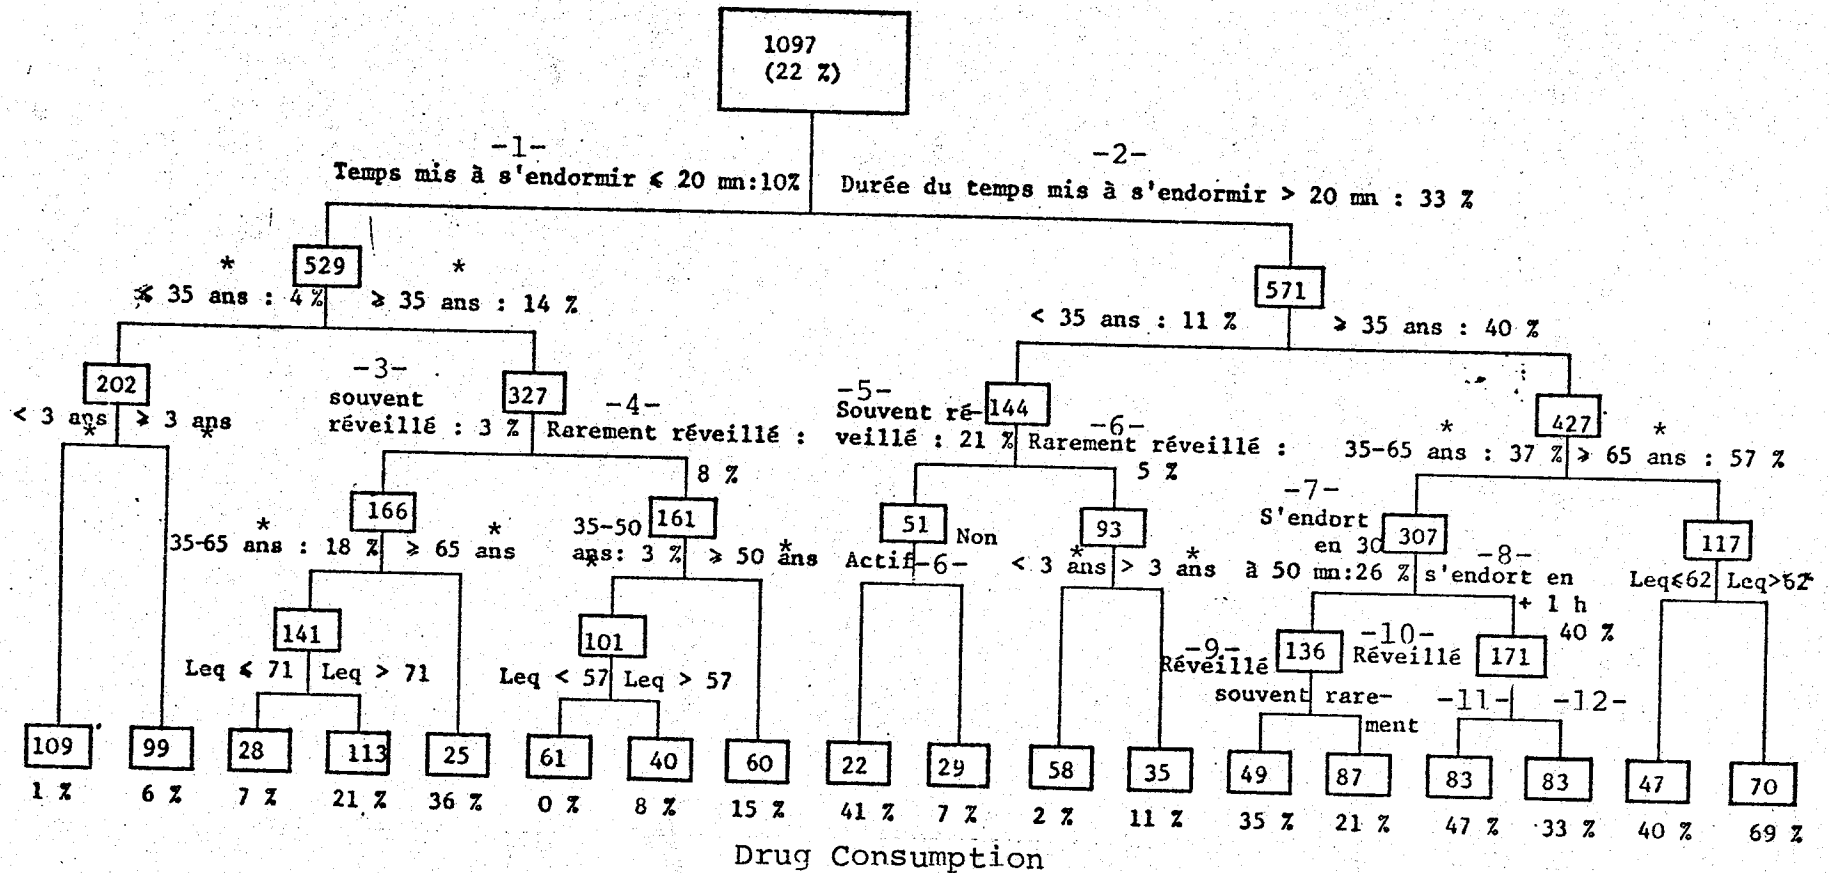 1097
(22 %)
-1-
-2-
Temps mis à s'endormir ⩽ 20 mn:10%
Durée du temps mis à s'endormir > 20 mn : 33 %
* 529 *
⩽ 35 ans : 4 % ⩾ 35 ans : 14 %
571
< 35 ans : 11 % ⩾ 35 ans : 40 %
202
< 3 ans ⩾ 3 ans
* *
-3-
souvent
réveillé : 3 %
327
-4-
Rarement réveillé :
8 %
-5-
Souvent ré-
veillé : 21 %
144
-6-
Rarement réveillé :
5 %
427
* *
35-65 ans : 37 % ⩾ 65 ans : 57 %
166
* *
35-65 ans : 18 % ⩾ 65 ans
161
35-50
ans: 3 % ⩾ 50 ans
* *
51
Non
Actif-6-
93
* *
< 3 ans > 3 ans
-7-
S'endort
en 30
à 50 mn:26 %
307
-8-
s'endort en
+ 1 h
40 %
117
Leq⩽62 Leq>62
141
Leq ⩽ 71 Leq > 71
101
Leq < 57 Leq > 57
-9-
Réveillé
136
-10-
Réveillé
171
souvent rare-
ment
-11- -12-
109 99 28 113 25 61 40 60 22 29 58 35 49 87 83 83 47 70
1 % 6 % 7 % 21 % 36 % 0 % 8 % 15 % 41 % 7 % 2 % 11 % 35 % 21 % 47 % 33 % 40 % 69 %
Drug Consumption